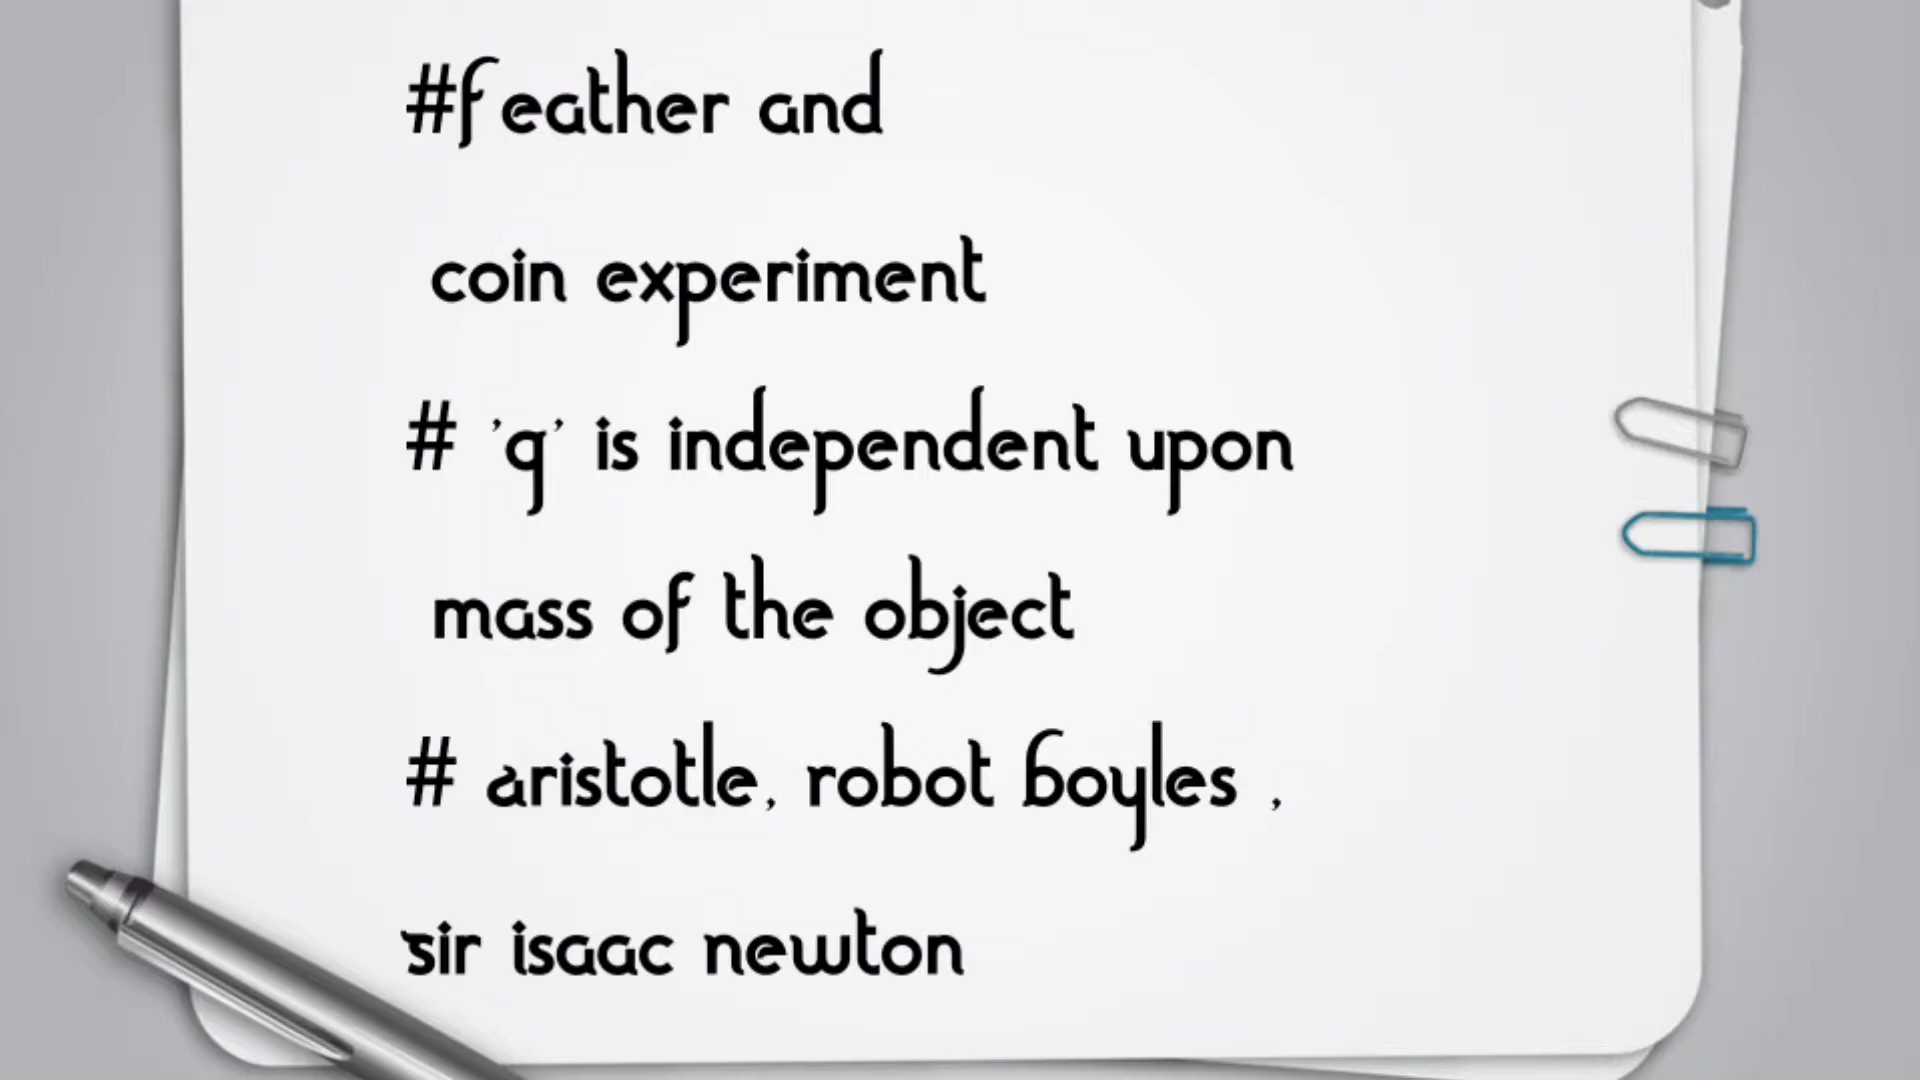 #feather and
coin experiment
# 'g' is independent upon
mass of the object
# aristotle, robot boyles ,
sir isaac newton